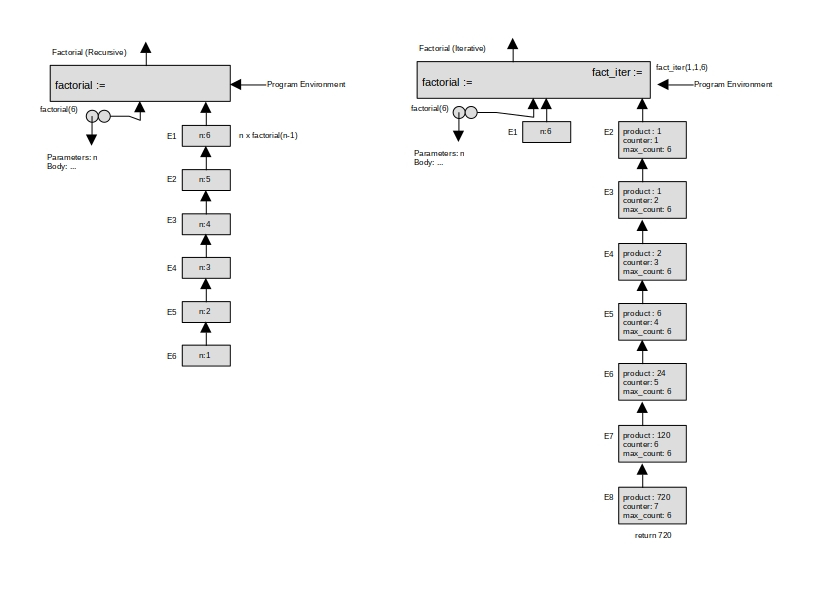 Factorial (Recursive)
factorial :=
Program Environment
factorial(6)
Parameters: n
Body: ...
E1
n:6
n x factorial(n-1)
E2
n:5
E3
n:4
E4
n:3
E5
n:2
E6
n:1
Factorial (Iterative)
fact_iter :=
factorial :=
fact_iter(1,1,6)
Program Environment
factorial(6)
Parameters: n
Body: ...
E1
n:6
E2
product : 1
counter: 1
max_count: 6
E3
product : 1
counter: 2
max_count: 6
E4
product : 2
counter: 3
max_count: 6
E5
product : 6
counter: 4
max_count: 6
E6
product : 24
counter: 5
max_count: 6
E7
product : 120
counter: 6
max_count: 6
E8
product : 720
counter: 7
max_count: 6
return 720